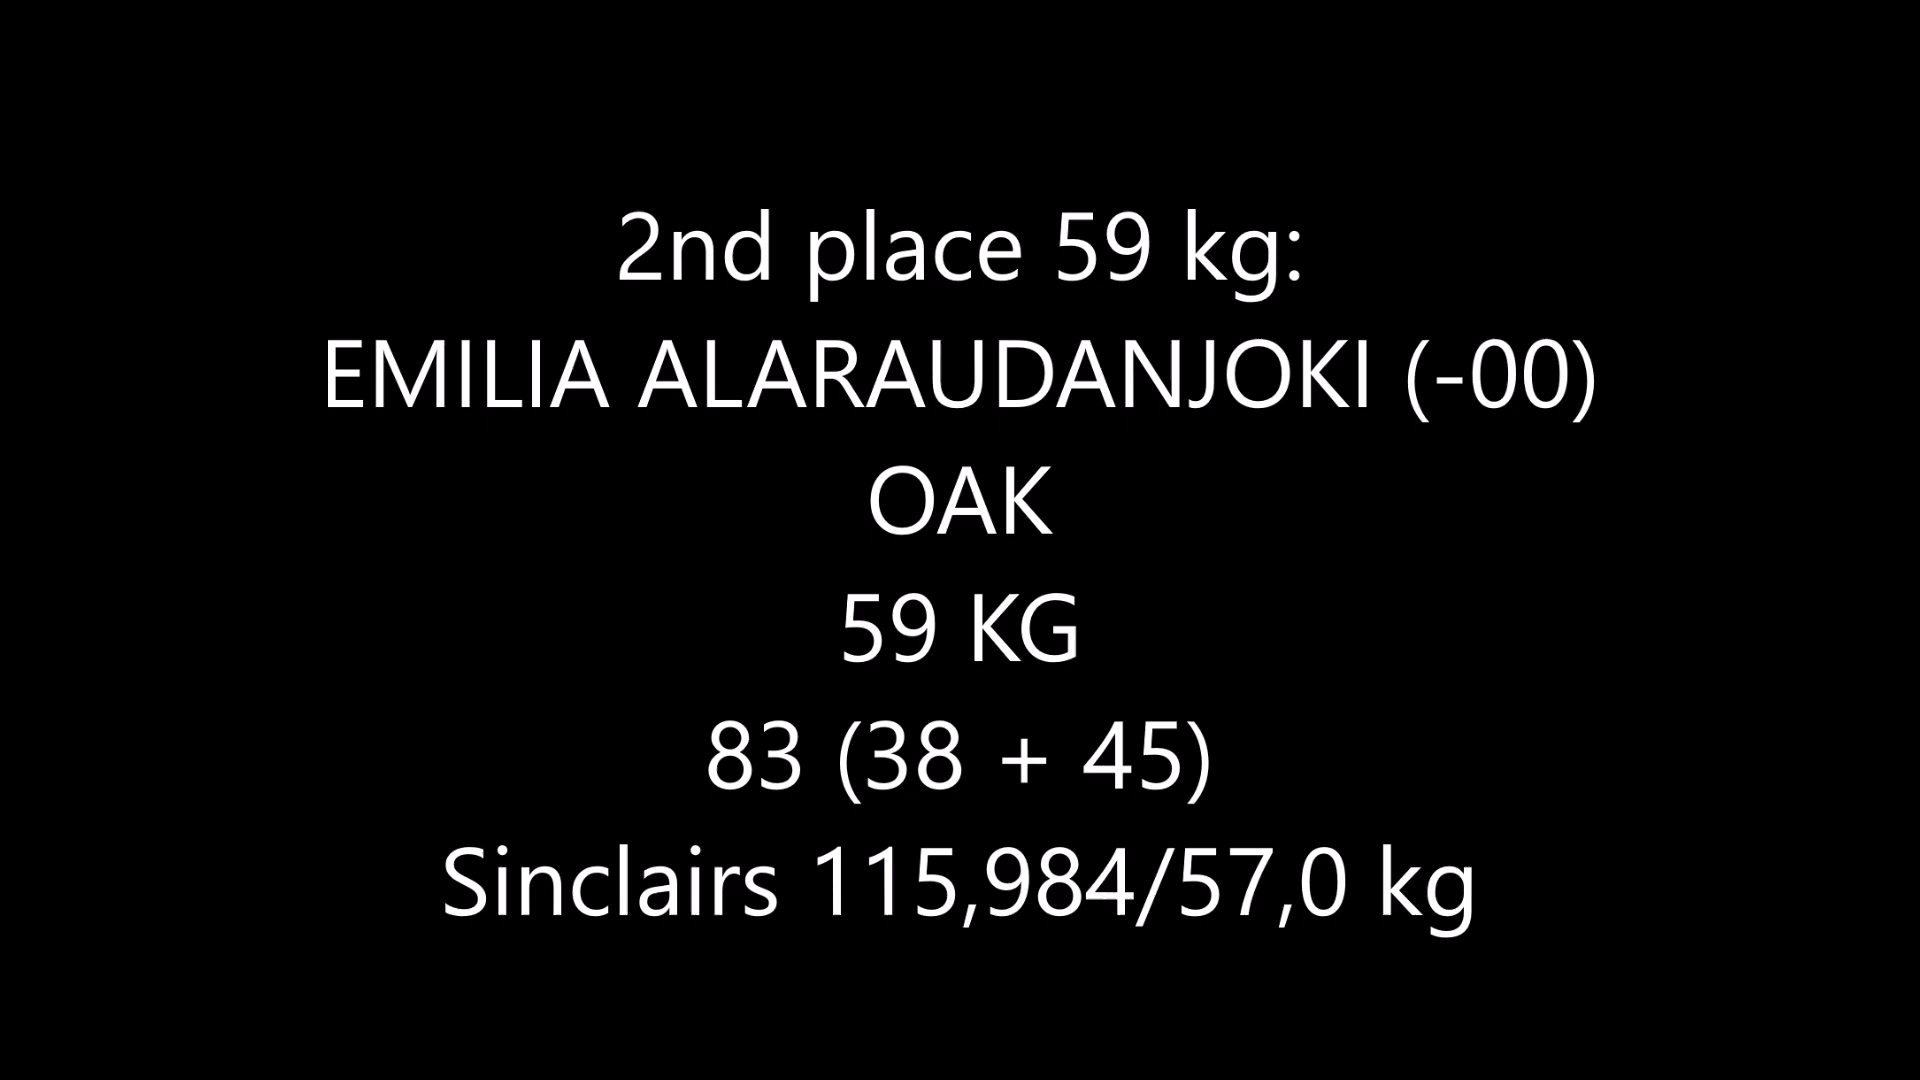 2nd place 59 kg:
EMILIA ALARAUDANJOKI (-00)
OAK
59 KG
83 (38 + 45)
Sinclairs 115,984/57,0 kg